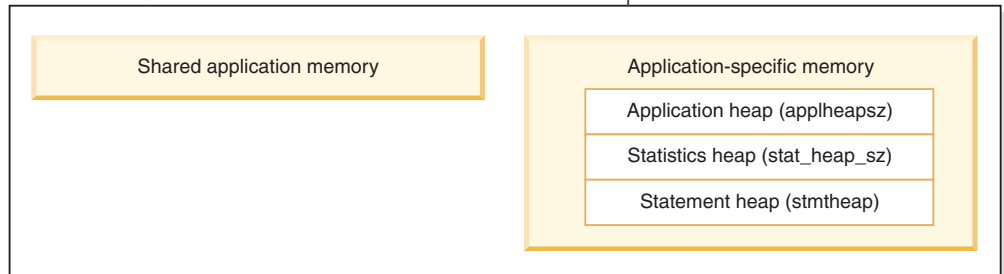 Shared application memory
Application-specific memory
Application heap (applheapsz)
Statistics heap (stat_heap_sz)
Statement heap (stmtheap)